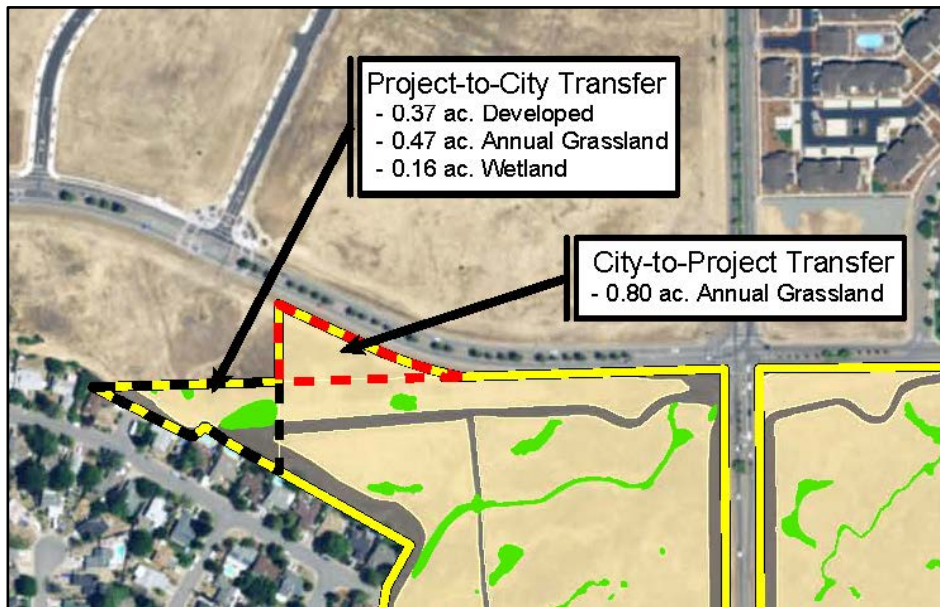 Project-to-City Transfer
- 0.37 ac. Developed
- 0.47 ac. Annual Grassland
- 0.16 ac. Wetland
City-to-Project Transfer
- 0.80 ac. Annual Grassland